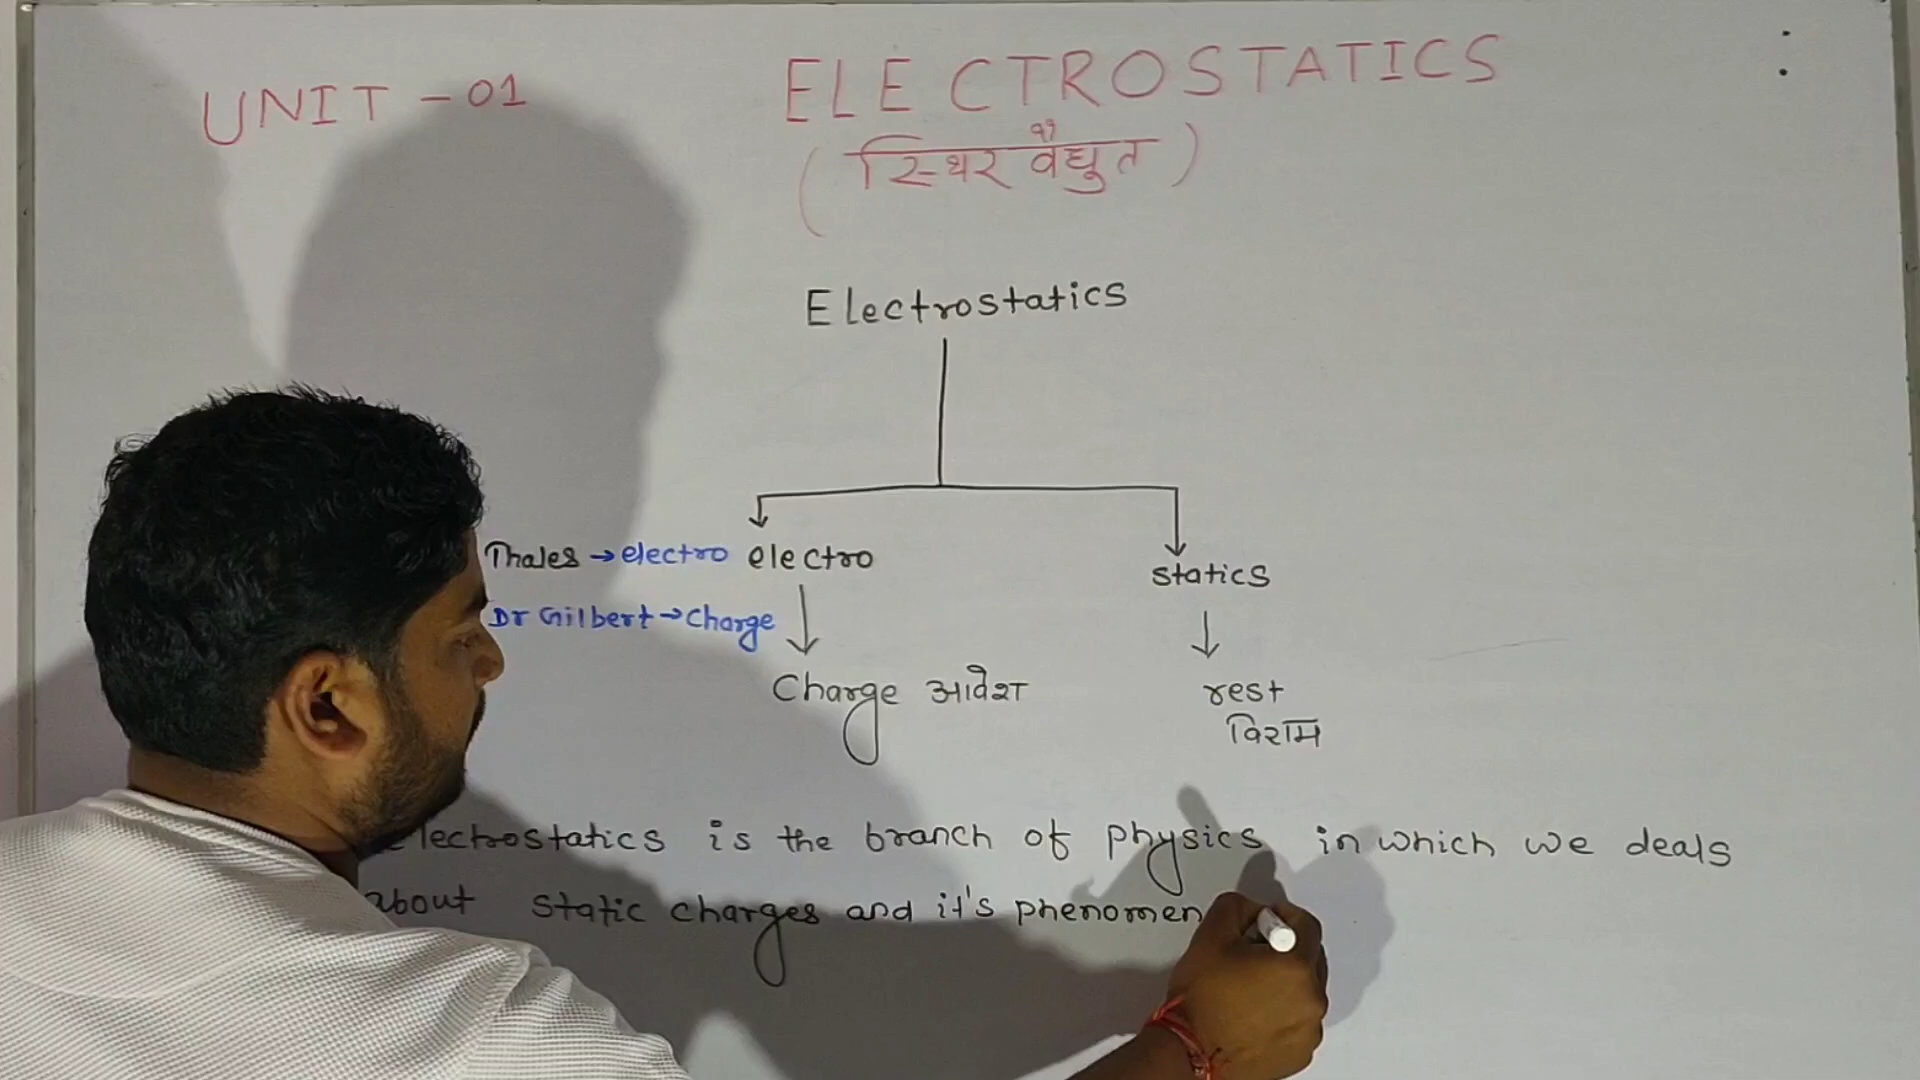 UNIT - 01
ELECTROSTATICS
(स्थिर वैद्युत)
Electrostatics
Thales → electro electro
statics
Dr Gilbert → Charge
Charge आवेश
rest
विराम
lectrostatics is the branch of physics in which we deals
about static charges and it's phenomen